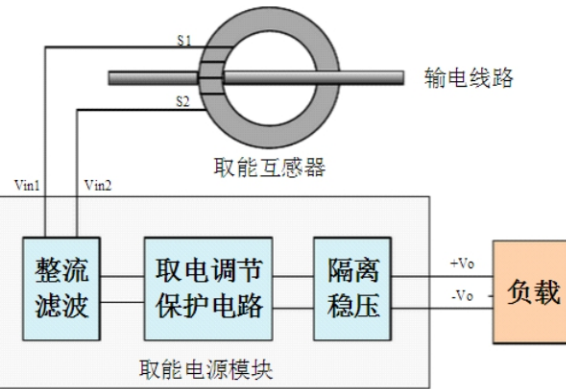 S1
输电线路
S2
取能互感器
Vin1
Vin2
整流
滤波
取电调节
保护电路
隔离
稳压
+Vo
-Vo
负载
取能电源模块